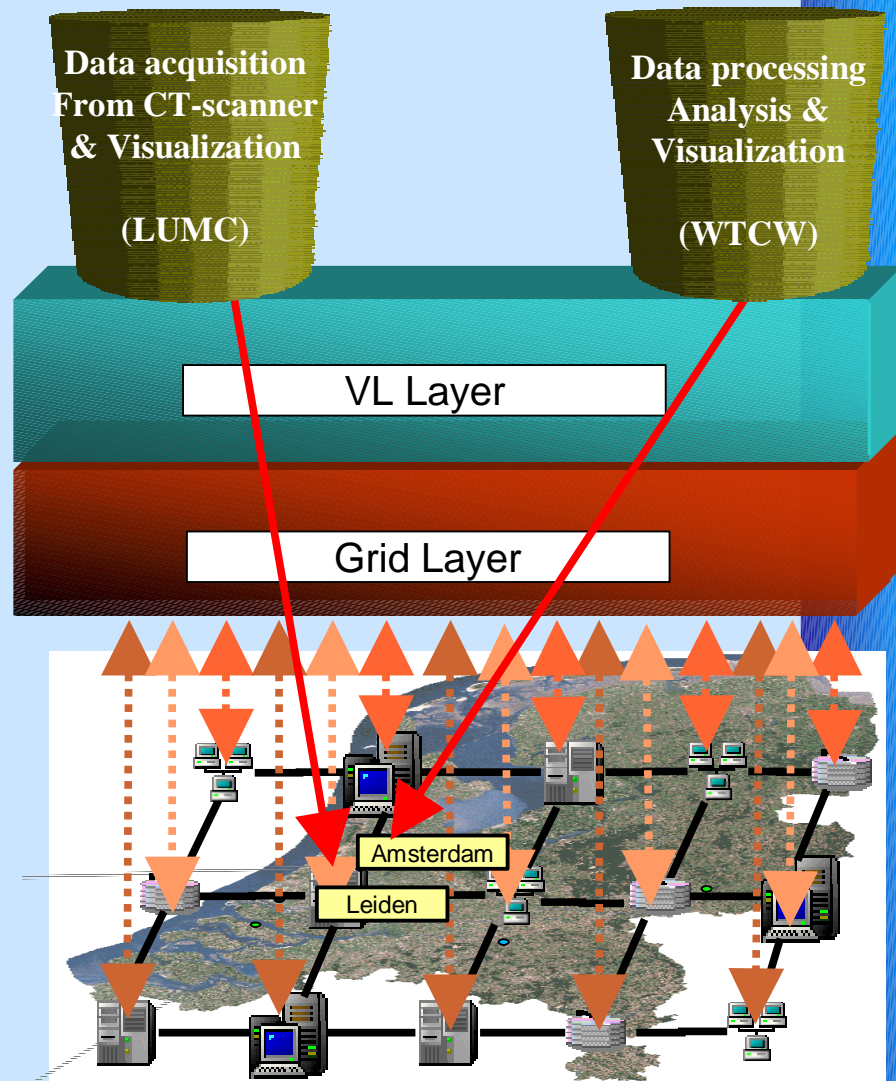 Data acquisition
From CT-scanner
& Visualization
(LUMC)
Data processing
Analysis &
Visualization
(WTCW)
VL Layer
Grid Layer
Amsterdam
Leiden